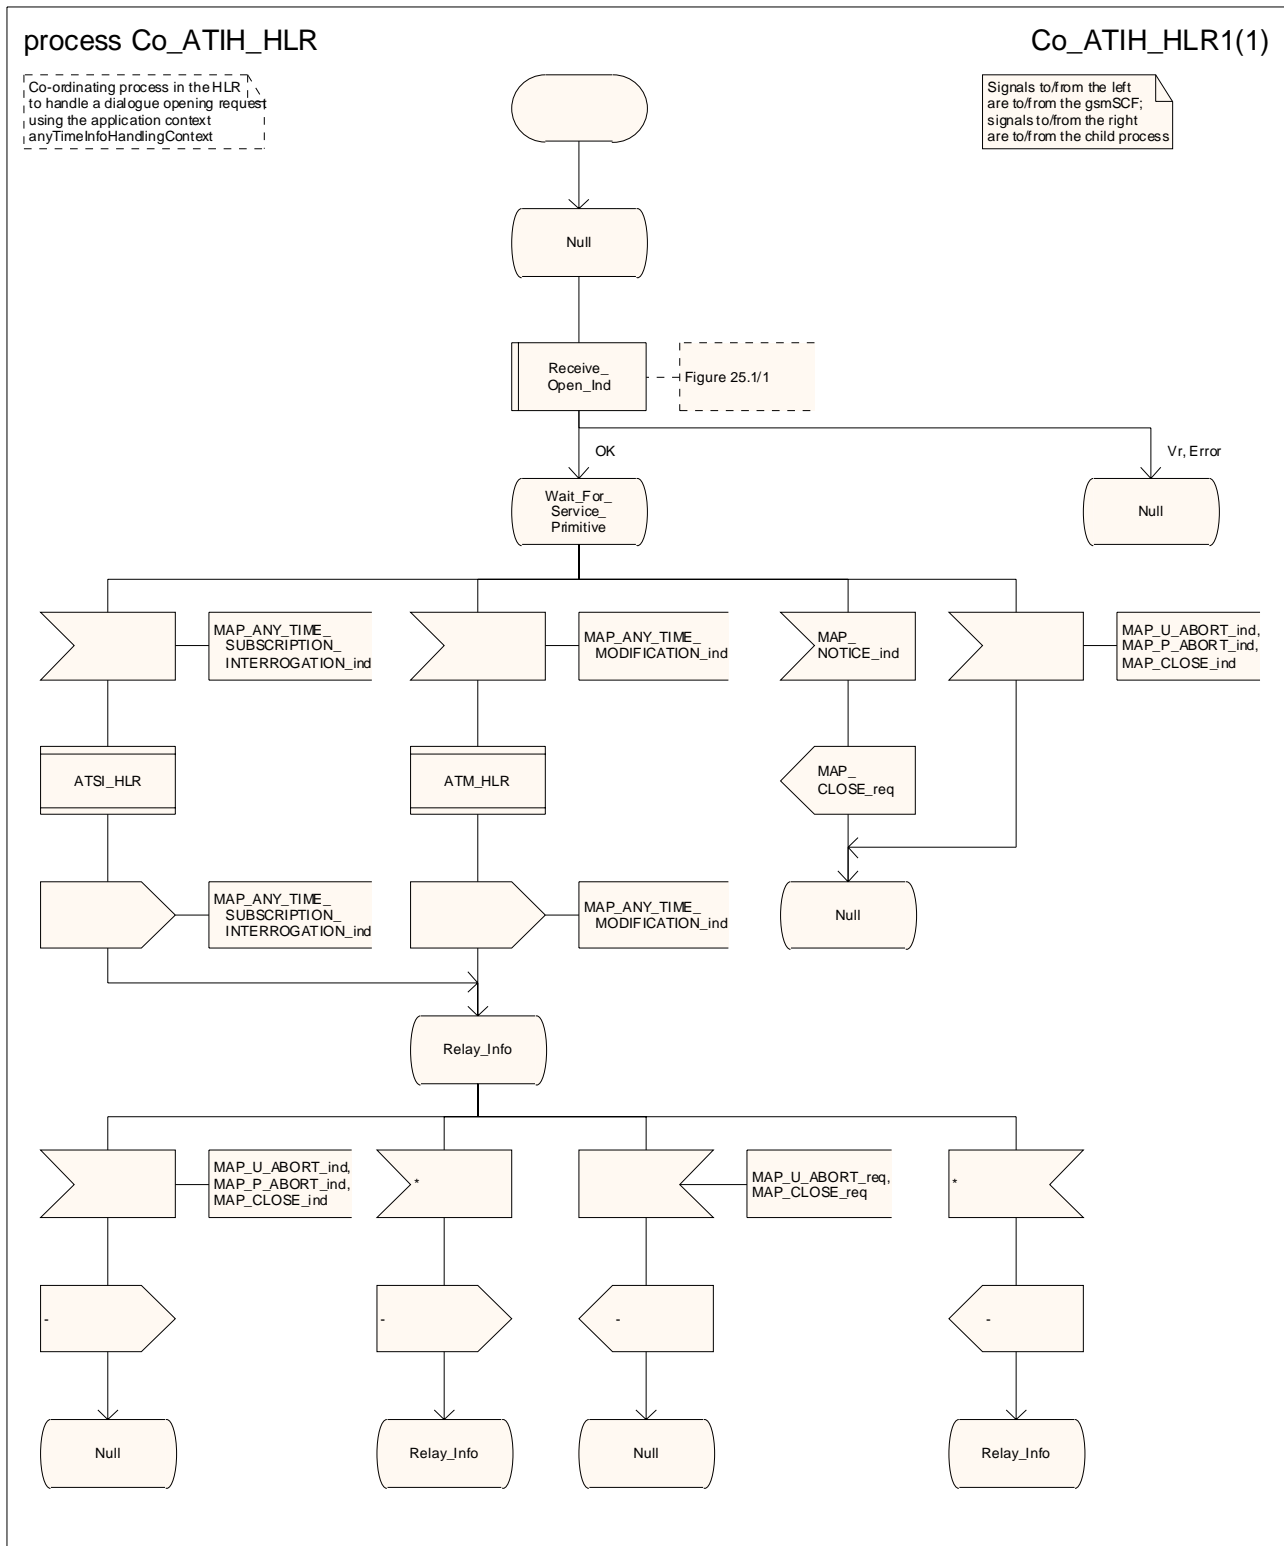 process Co_ATIH_HLR
Co_ATIH_HLR1(1)
Co-ordinating process in the HLR
to handle a dialogue opening request
using the application context
anyTimeInfoHandlingContext
Signals to/from the left
are to/from the gsmSCF;
signals to/from the right
are to/from the child process
Null
Receive_
Open_Ind
Figure 25.1/1
OK
Vr, Error
Wait_For_
Service_
Primitive
Null
MAP_ANY_TIME_
SUBSCRIPTION_
INTERROGATION_ind
MAP_ANY_TIME_
MODIFICATION_ind
MAP_
NOTICE_ind
MAP_U_ABORT_ind,
MAP_P_ABORT_ind,
MAP_CLOSE_ind
ATSI_HLR
ATM_HLR
MAP_
CLOSE_req
MAP_ANY_TIME_
SUBSCRIPTION_
INTERROGATION_ind
MAP_ANY_TIME_
MODIFICATION_ind
Null
Relay_Info
MAP_U_ABORT_ind,
MAP_P_ABORT_ind,
MAP_CLOSE_ind
*
MAP_U_ABORT_req,
MAP_CLOSE_req
*
-
-
-
-
Null
Relay_Info
Null
Relay_Info